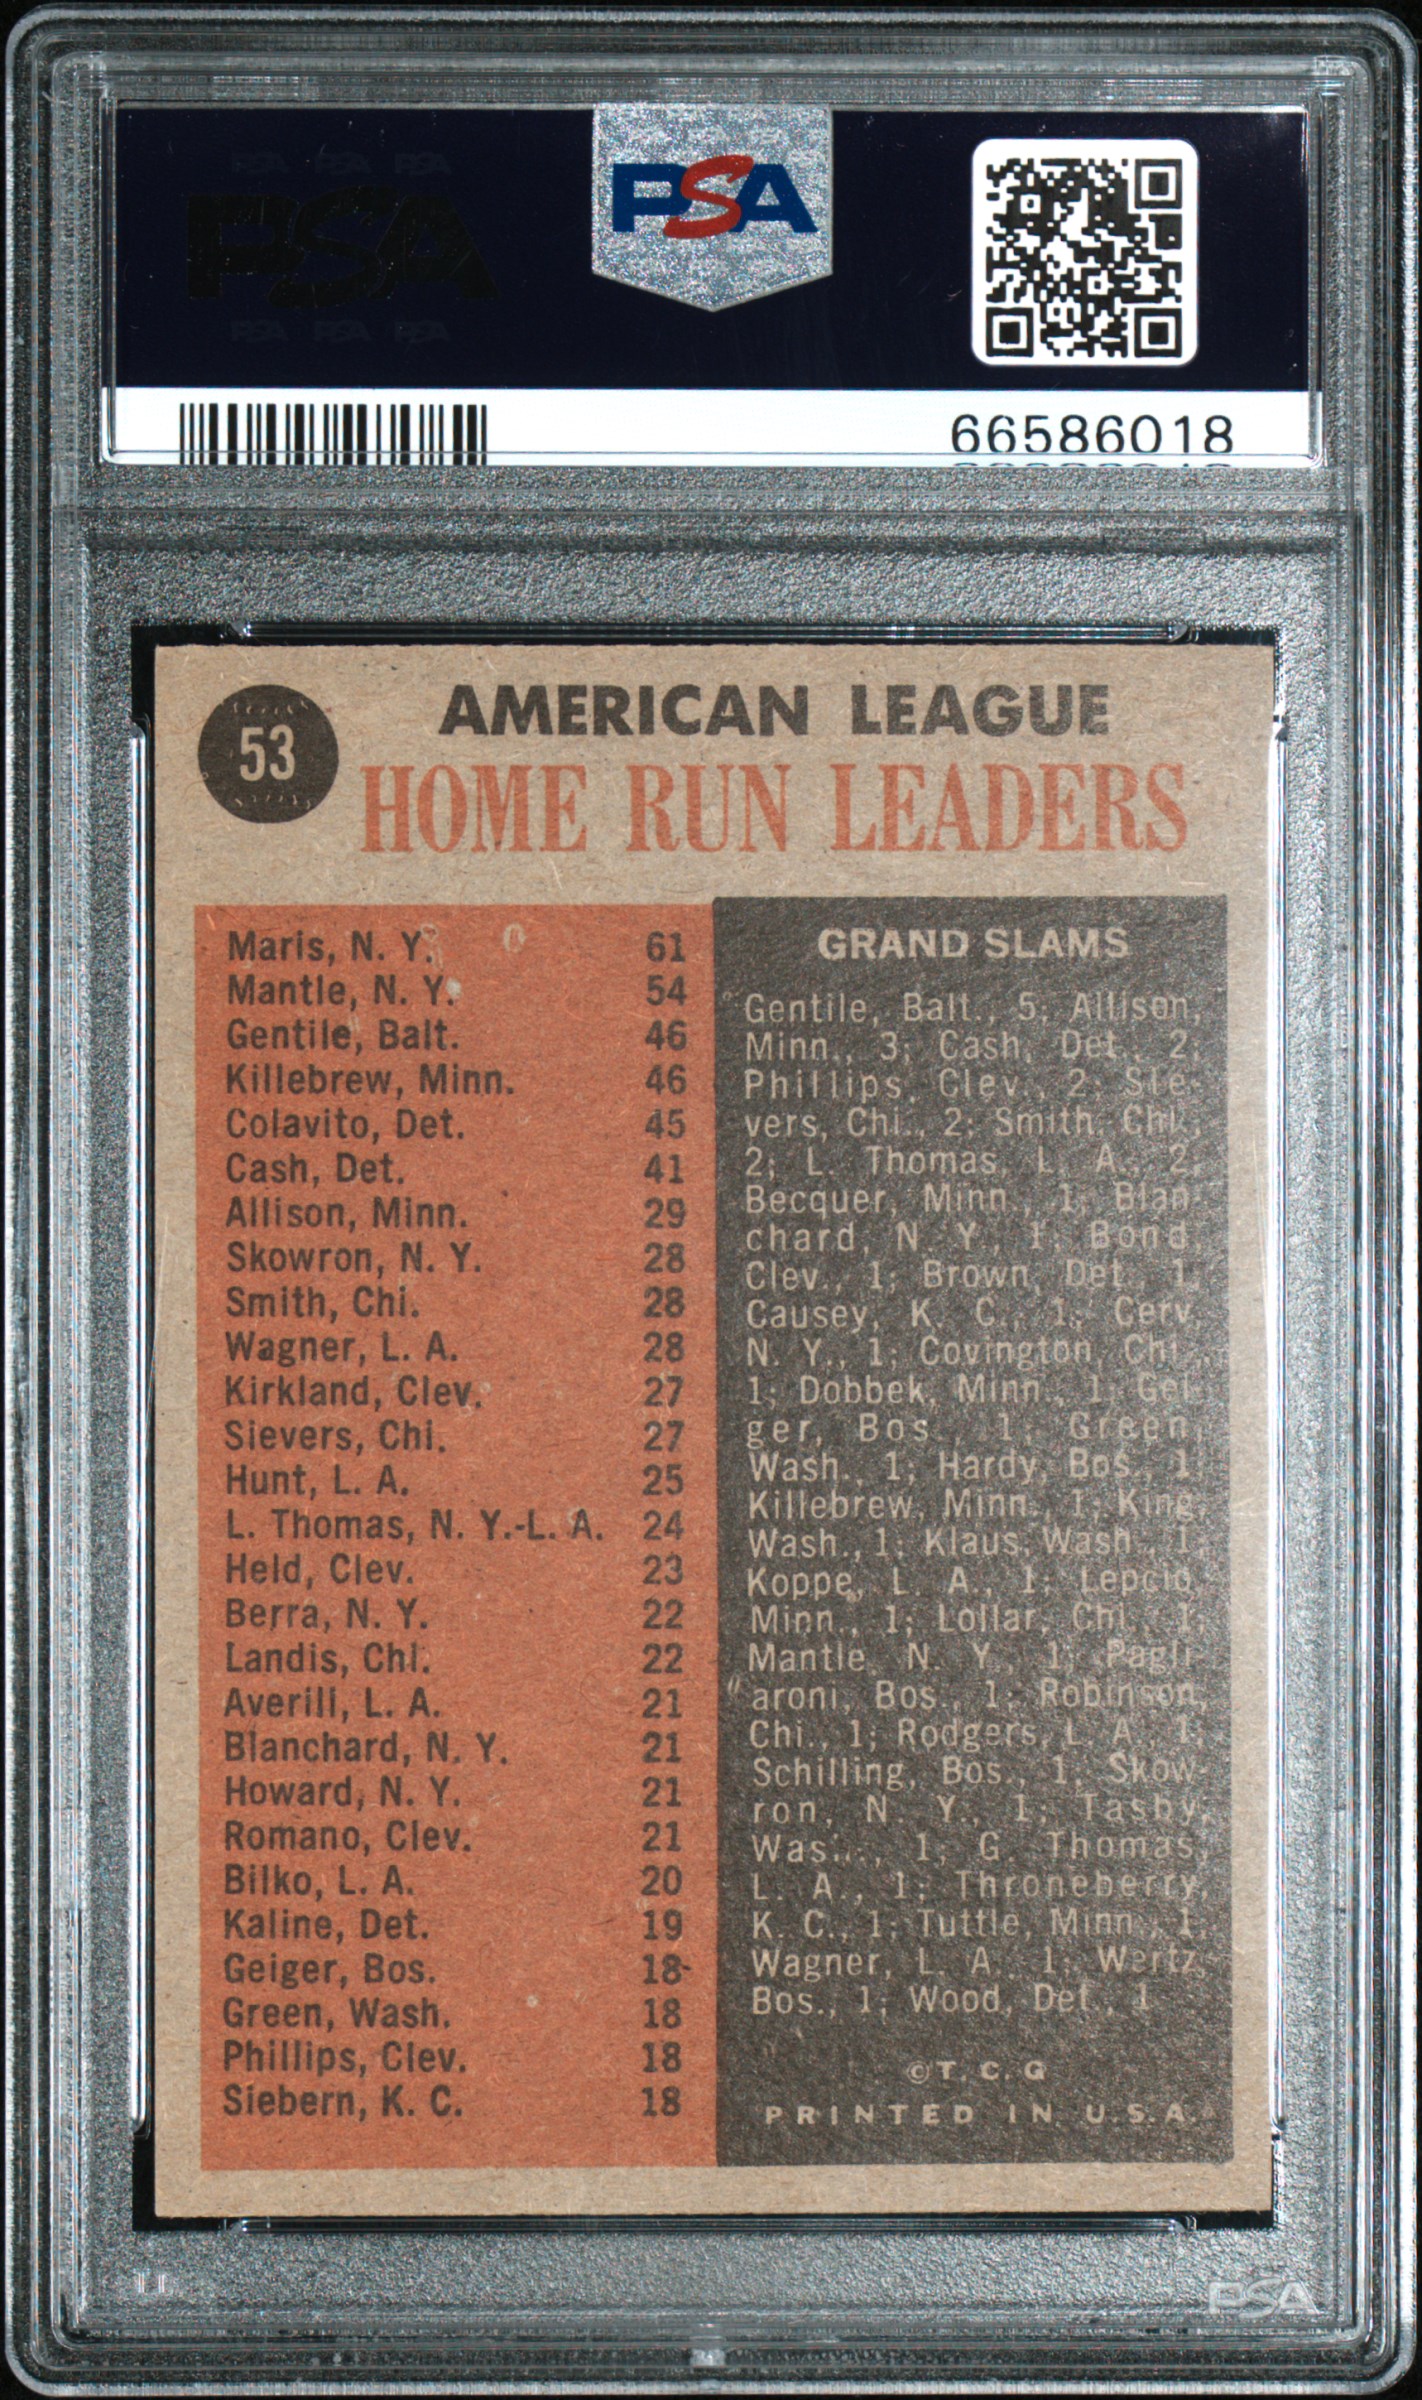 PSA PSA PSA
PSA
PSA PSA PSA
PSA
66586018
53
AMERICAN LEAGUE
HOME RUN LEADERS
Maris, N. Y. 61
Mantle, N. Y. 54
Gentile, Balt. 46
Killebrew, Minn. 46
Colavito, Det. 45
Cash, Det. 41
Allison, Minn. 29
Skowron, N. Y. 28
Smith, Chi. 28
Wagner, L. A. 28
Kirkland, Clev. 27
Sievers, Chi. 27
Hunt, L. A. 25
L. Thomas, N. Y.-L. A. 24
Held, Clev. 23
Berra, N. Y. 22
Landis, Chi. 22
Averill, L. A. 21
Blanchard, N. Y. 21
Howard, N. Y. 21
Romano, Clev. 21
Bilko, L. A. 20
Kaline, Det. 19
Geiger, Bos. 18
Green, Wash. 18
Phillips, Clev. 18
Siebern, K. C. 18
GRAND SLAMS
Gentile, Balt., 5; Allison,
Minn., 3; Cash, Det., 2;
Phillips, Clev., 2; Sie-
vers, Chi., 2; Smith, Chi.,
2; L. Thomas, L. A., 2;
Becquer, Minn., 1; Blan-
chard, N. Y., 1; Bond,
Clev., 1; Brown, Det., 1;
Causey, K. C., 1; Cerv,
N. Y., 1; Covington, Chi.,
1; Dobbek, Minn., 1; Gei-
ger, Bos., 1; Green,
Wash., 1; Hardy, Bos., 1;
Killebrew, Minn., 1; King,
Wash., 1; Klaus, Wash., 1;
Koppe, L. A., 1; Lepcio,
Minn., 1; Lollar, Chi., 1;
Mantle, N. Y., 1; Pagli-
aroni, Bos., 1; Robinson,
Chi., 1; Rodgers, L. A., 1;
Schilling, Bos., 1; Skow-
ron, N. Y., 1; Tasby,
Wash., 1; G. Thomas,
L. A., 1; Throneberry,
K. C., 1; Tuttle, Minn., 1;
Wagner, L. A., 1; Wertz,
Bos., 1; Wood, Det., 1
©T. C. G
PRINTED IN U.S.A.
PSA